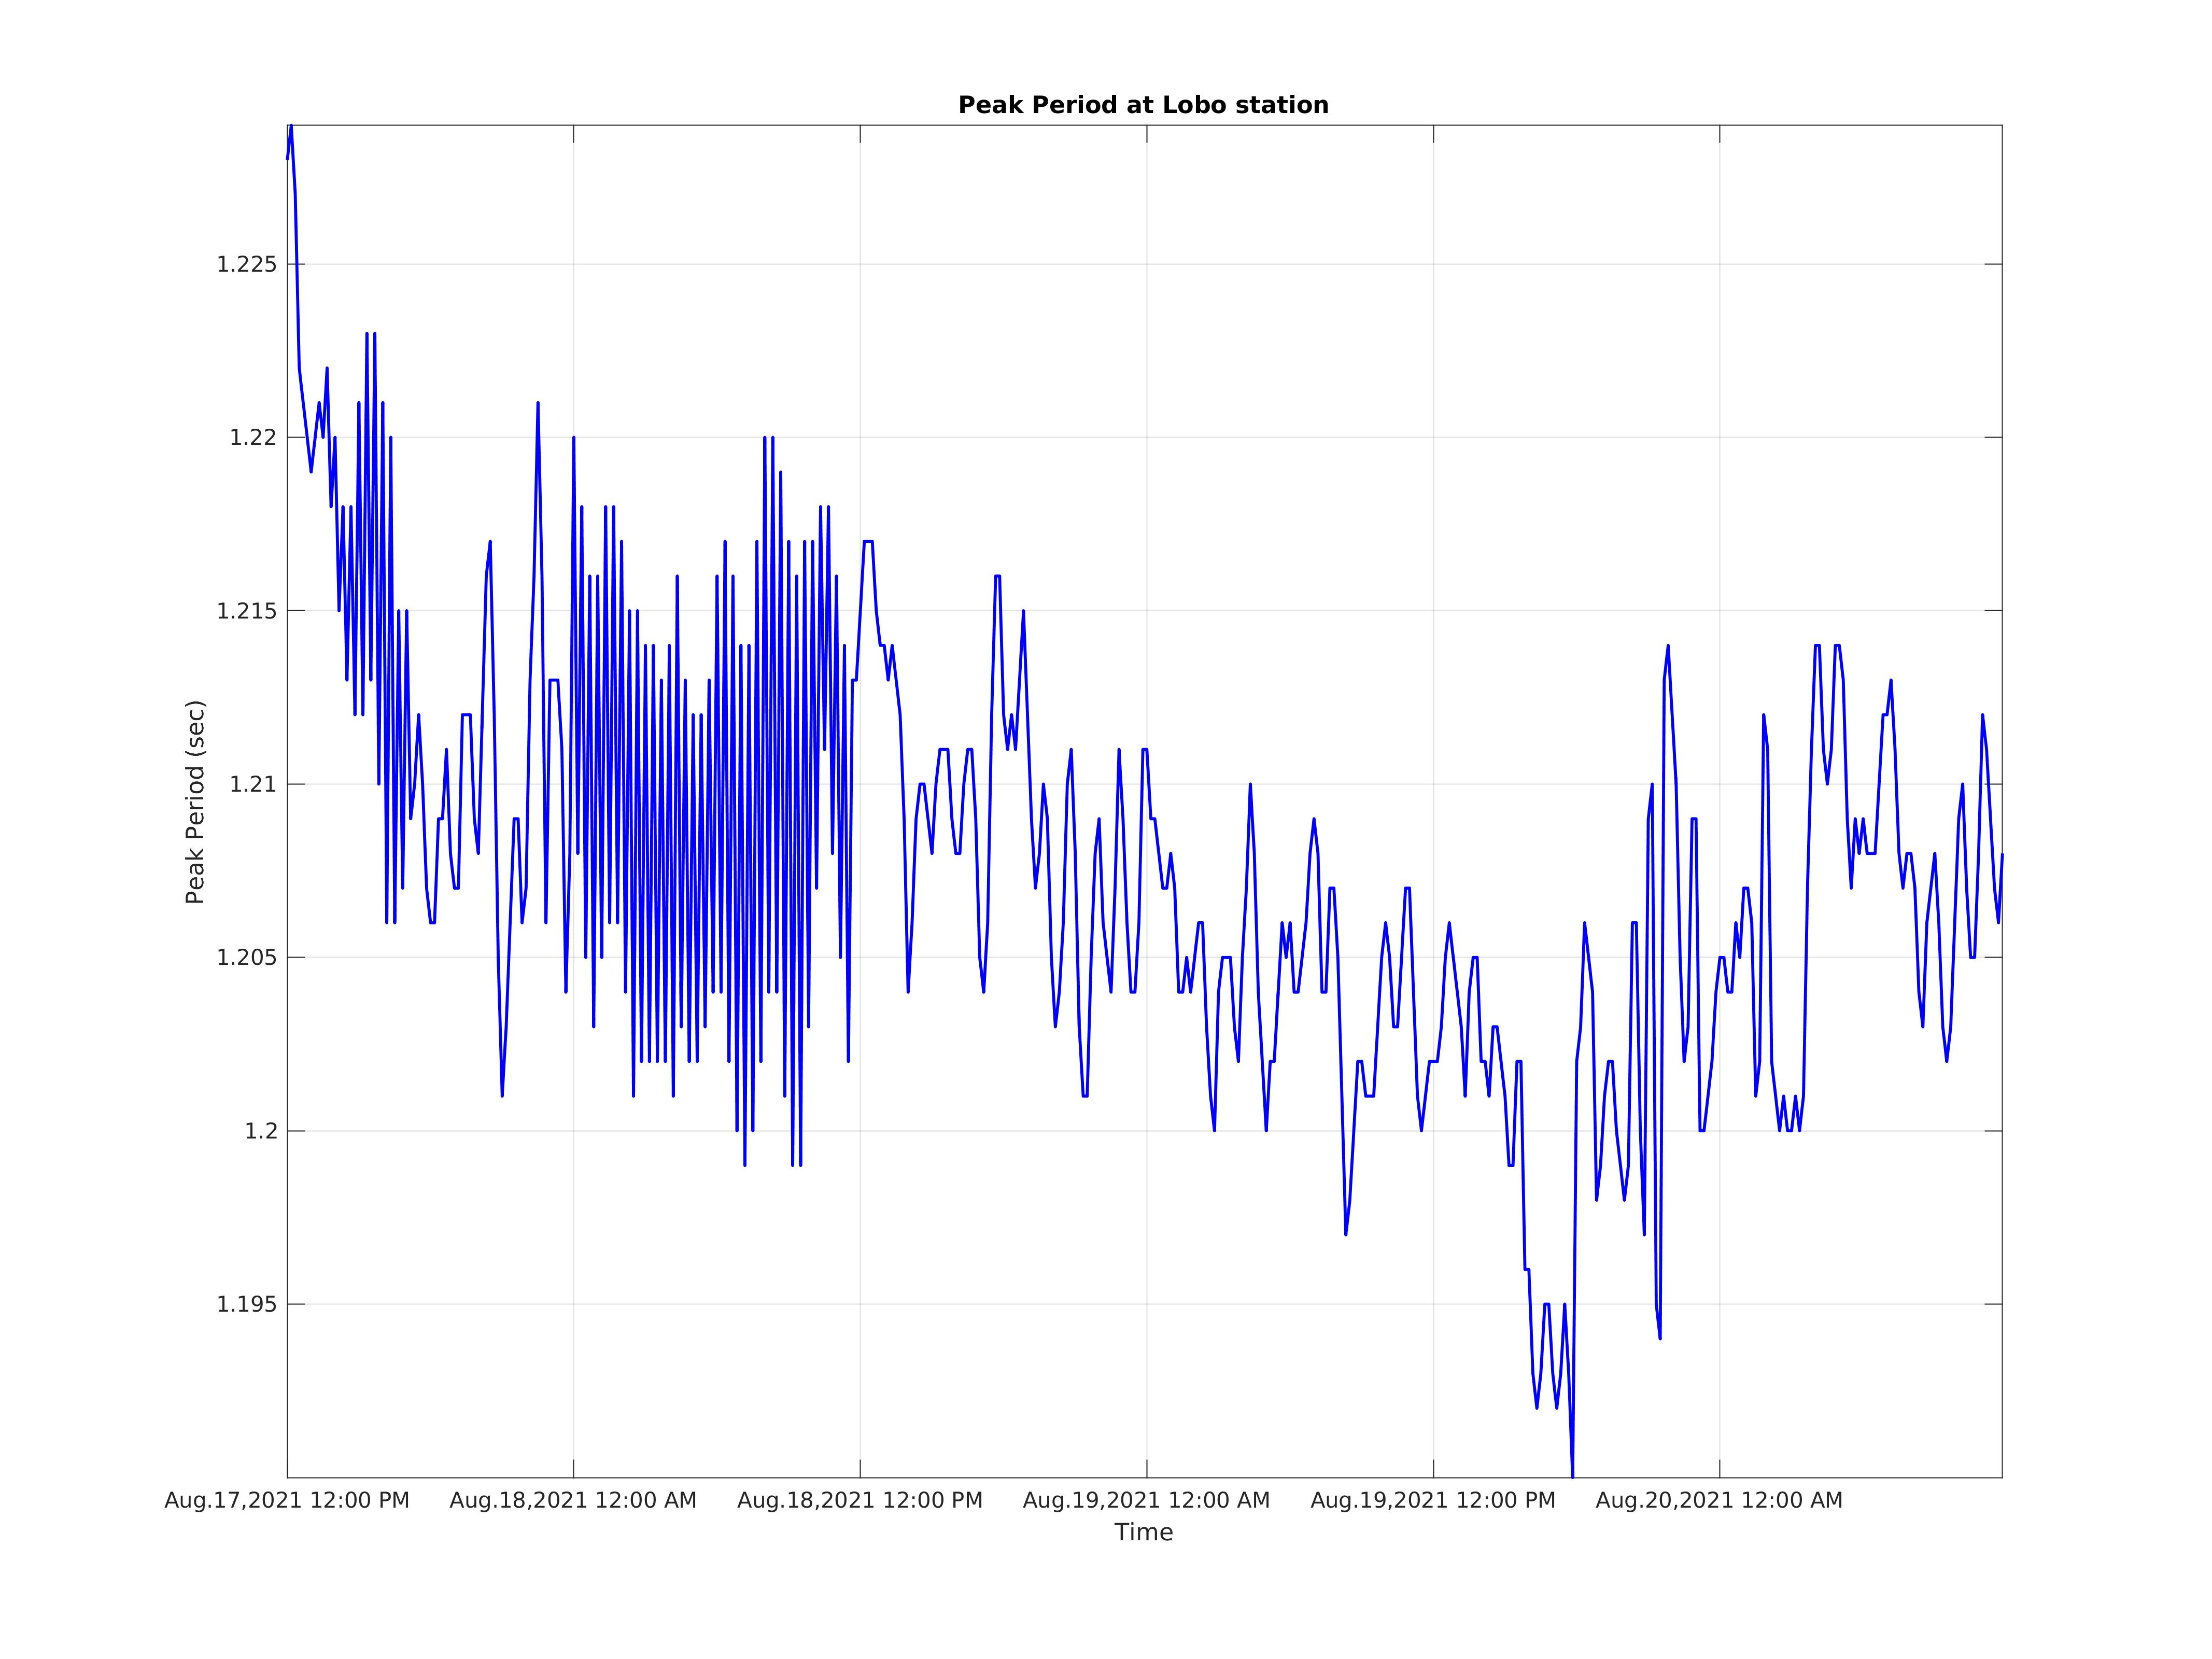 Peak Period at Lobo station
1.225
1.22
1.215
1.21
1.205
1.2
1.195
Peak Period (sec)
Aug.17,2021 12:00 PM Aug.18,2021 12:00 AM Aug.18,2021 12:00 PM Aug.19,2021 12:00 AM Aug.19,2021 12:00 PM Aug.20,2021 12:00 AM
Time